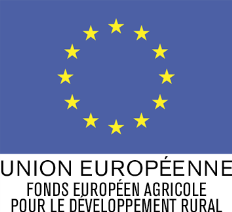 UNION EUROPÉENNE
FONDS EUROPÉEN AGRICOLE
POUR LE DÉVELOPPEMENT RURAL